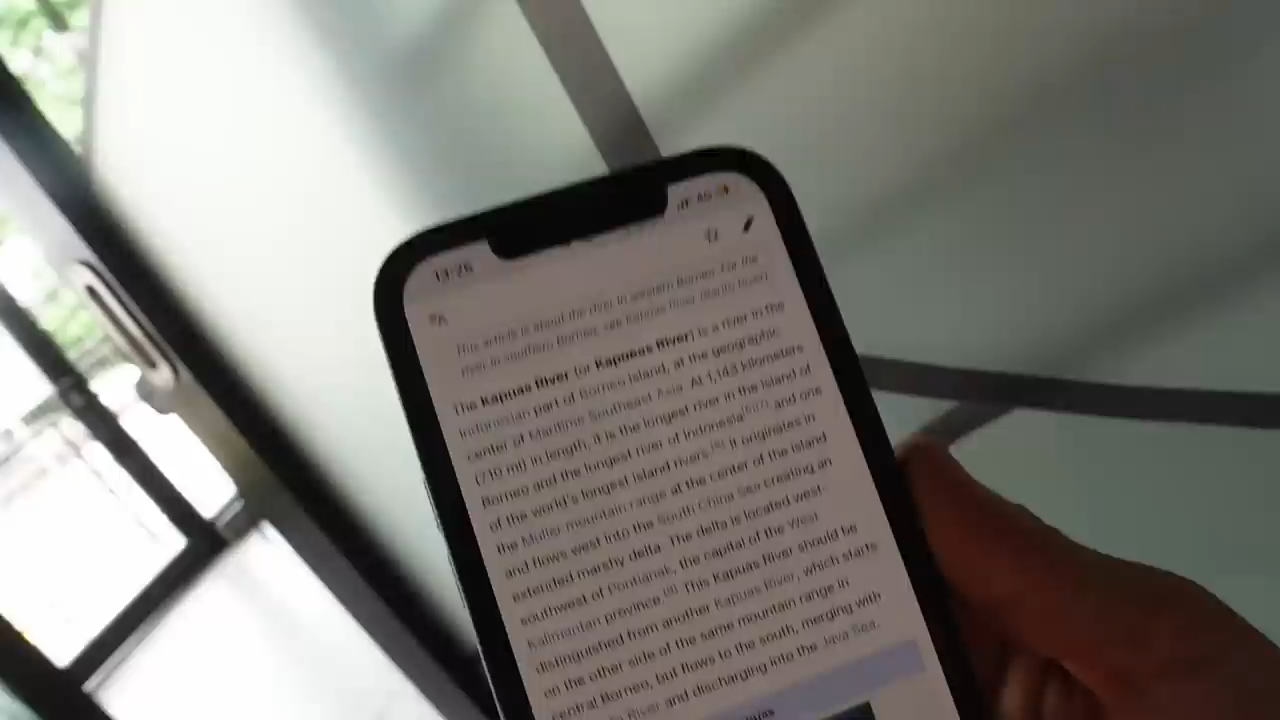 13:26
4G
This article is about the river in western Borneo. For the
river in southern Borneo, see Kapuas River
The Kapuas River (or Kapoeas River) is a river in the
Indonesian part of Borneo island, at the geographic
center of Maritime Southeast Asia. At 1,143 kilometers
(710 mi) in length, it is the longest river in the island of
Borneo and the longest river of Indonesia and one
of the world's longest island rivers. It originates in
the Müller mountain range at the center of the island
and flows west into the South China Sea creating an
extended marshy delta. The delta is located west-
southwest of Pontianak, the capital of the West
Kalimantan province. This Kapuas River should be
distinguished from another Kapuas River, which starts
on the other side of the same mountain range in
central Borneo, but flows to the south, merging with
River and discharging into the Java Sea.